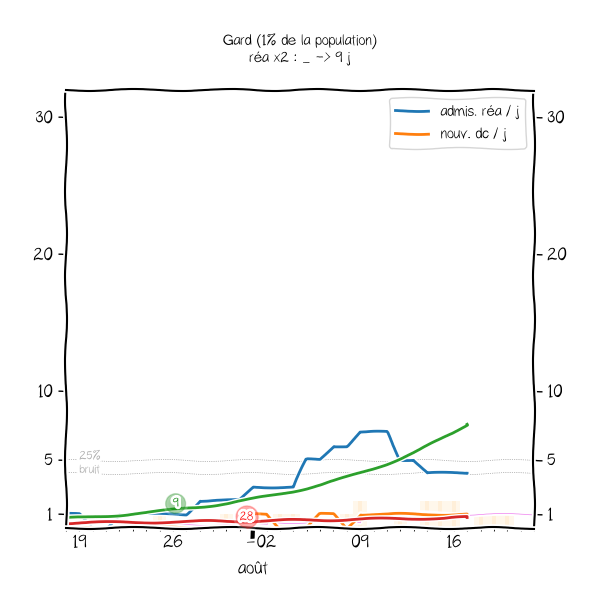 Gard (1% de la population)
réa x2 : _ -> 9 j
admis. réa / j
nouv. dc / j
30 30
20 20
10 10
5 5
25%
bruit
1 1
9
28
19 26 02 09 16
août